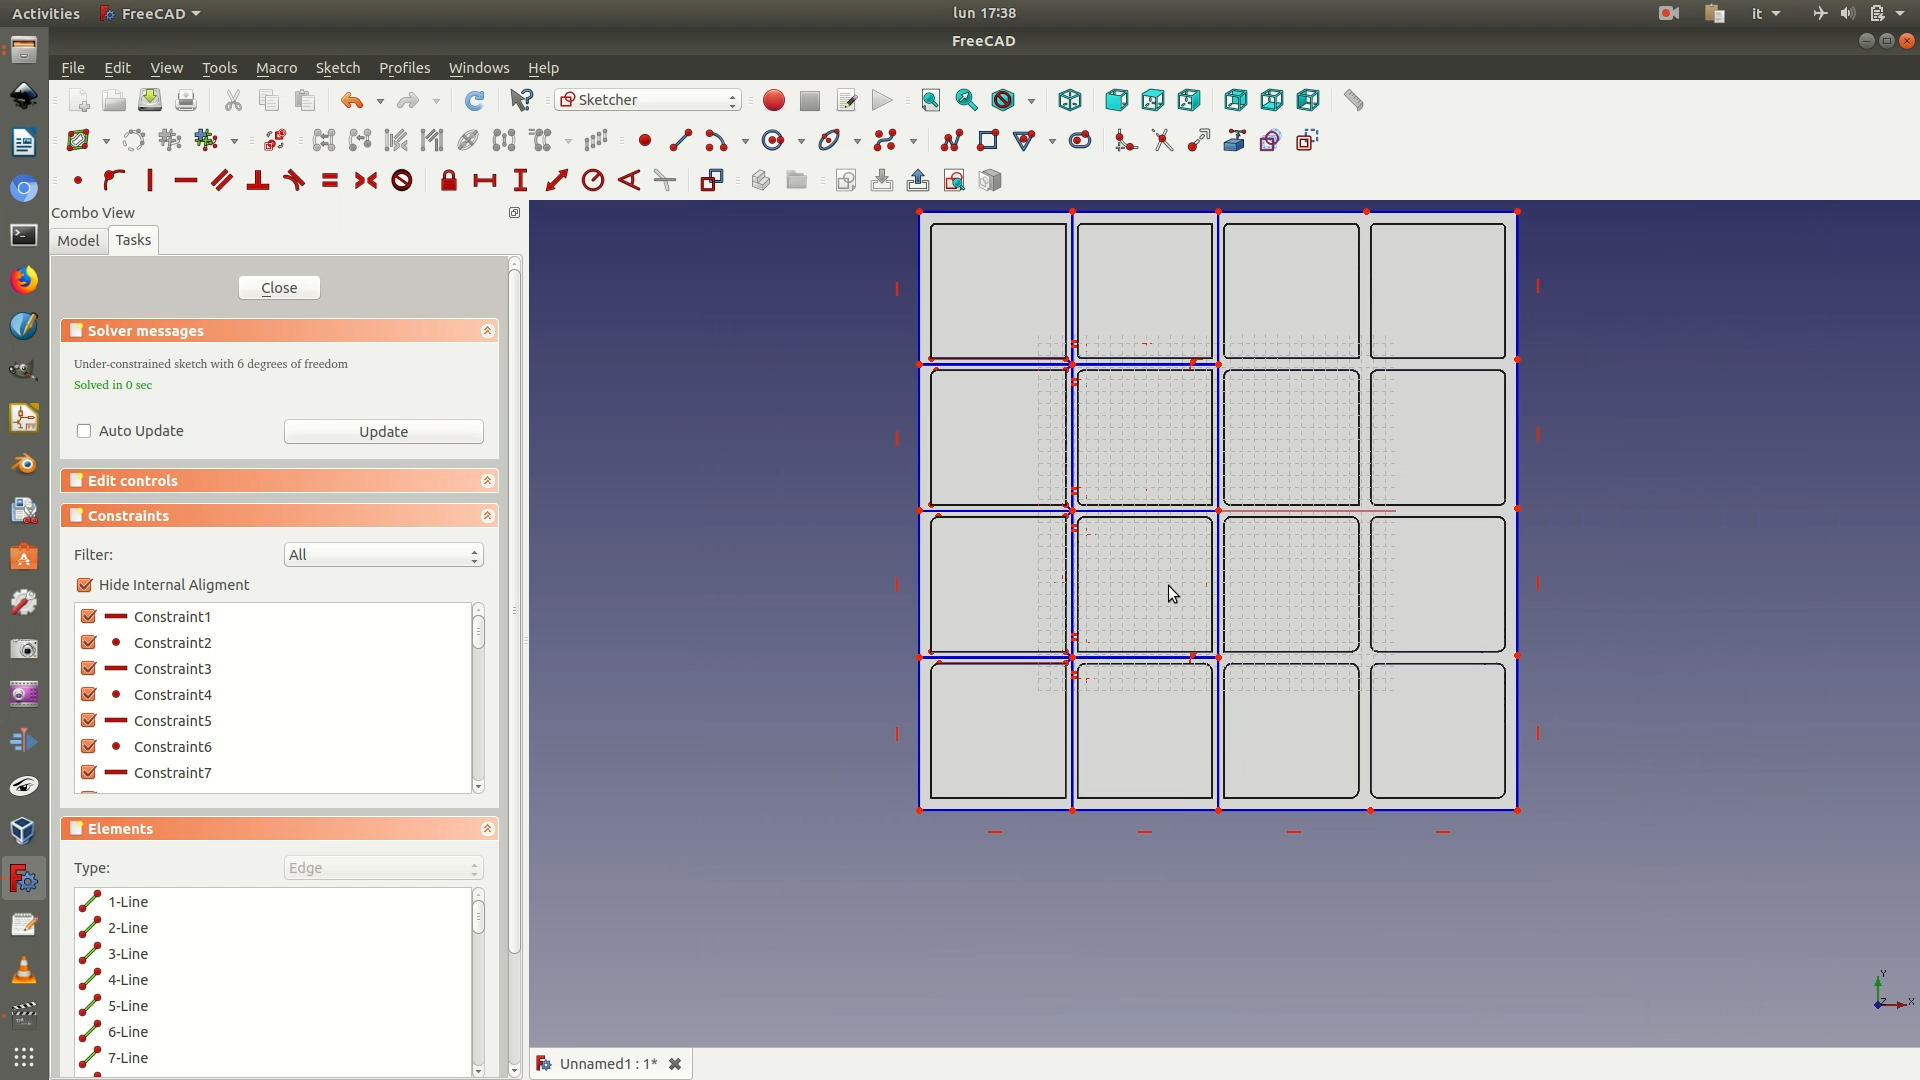 Activities FreeCAD lun 17:38 it
FreeCAD
File Edit View Tools Macro Sketch Profiles Windows Help
Sketcher
Combo View
Model Tasks
Close
Solver messages
Under-constrained sketch with 6 degrees of freedom
Solved in 0 sec
Auto Update Update
Edit controls
Constraints
Filter: All
Hide Internal Aligment
Constraint1
Constraint2
Constraint3
Constraint4
Constraint5
Constraint6
Constraint7
Elements
Type: Edge
1-Line
2-Line
3-Line
4-Line
5-Line
6-Line
7-Line
Y
Z X
Unnamed1 : 1*